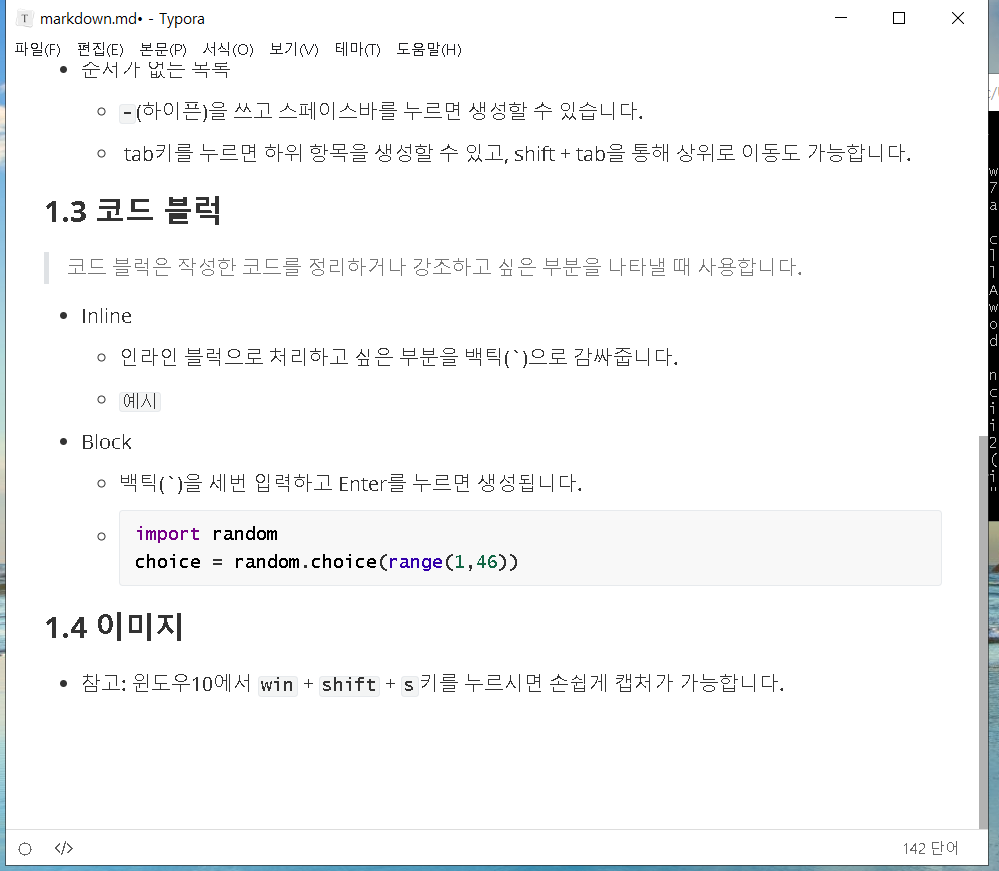 markdown.md• - Typora
파일(F) 편집(E) 본문(P) 서식(O) 보기(V) 테마(T) 도움말(H)
순서가 없는 목록
-(하이픈)을 쓰고 스페이스바를 누르면 생성할 수 있습니다.
tab키를 누르면 하위 항목을 생성할 수 있고, shift + tab을 통해 상위로 이동도 가능합니다.
1.3 코드 블럭
코드 블럭은 작성한 코드를 정리하거나 강조하고 싶은 부분을 나타낼 때 사용합니다.
Inline
인라인 블럭으로 처리하고 싶은 부분을 백틱(`)으로 감싸줍니다.
예시
Block
백틱(`)을 세번 입력하고 Enter를 누르면 생성됩니다.
import random
choice = random.choice(range(1,46))
1.4 이미지
참고: 윈도우10에서 win + shift + s키를 누르시면 손쉽게 캡처가 가능합니다.
</> 142 단어